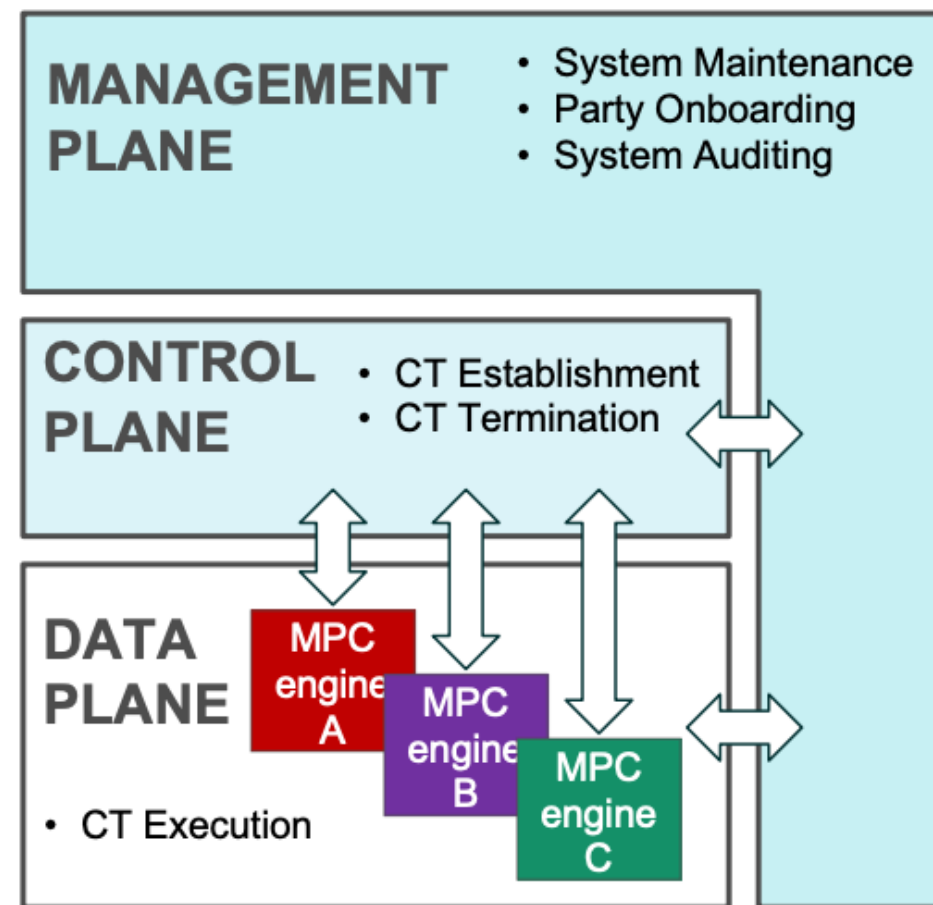 MANAGEMENT
PLANE
• System Maintenance
• Party Onboarding
• System Auditing
CONTROL
PLANE
• CT Establishment
• CT Termination
DATA
PLANE
MPC
engine
A
MPC
engine
B
MPC
engine
C
• CT Execution